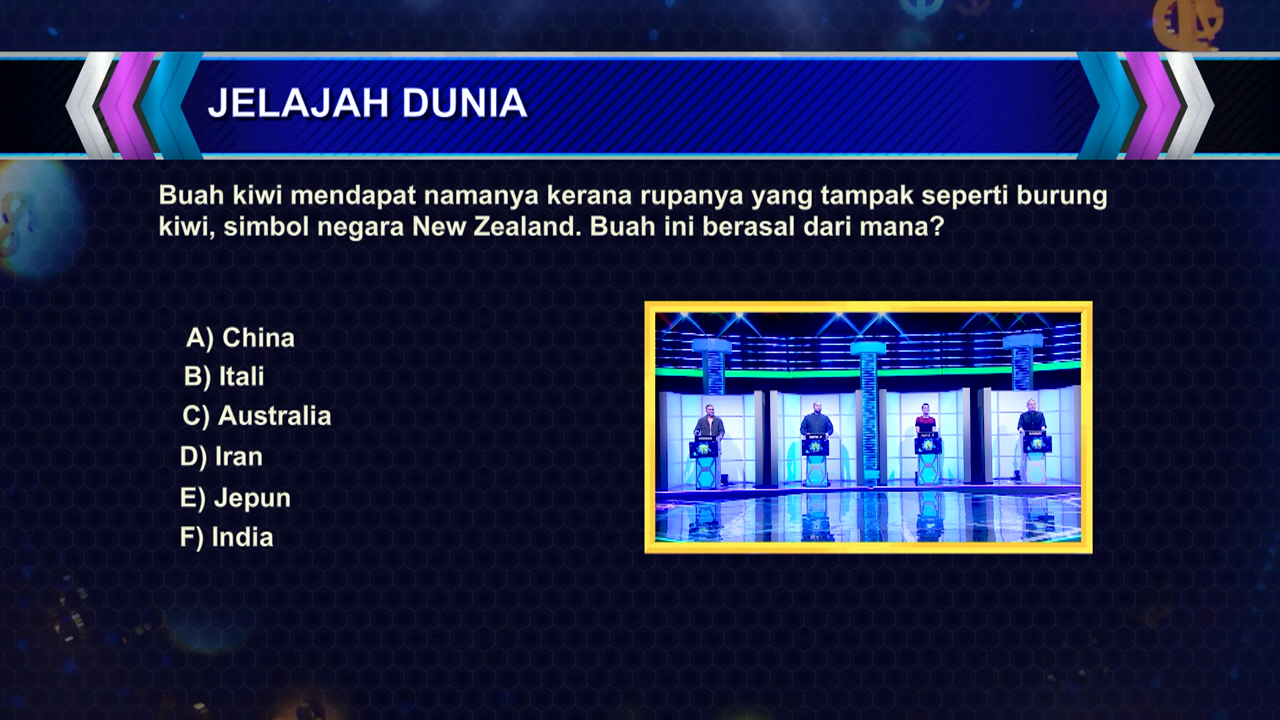 JELAJAH DUNIA
Buah kiwi mendapat namanya kerana rupanya yang tampak seperti burung
kiwi, simbol negara New Zealand. Buah ini berasal dari mana?
A) China
B) Itali
C) Australia
D) Iran
E) Jepun
F) India